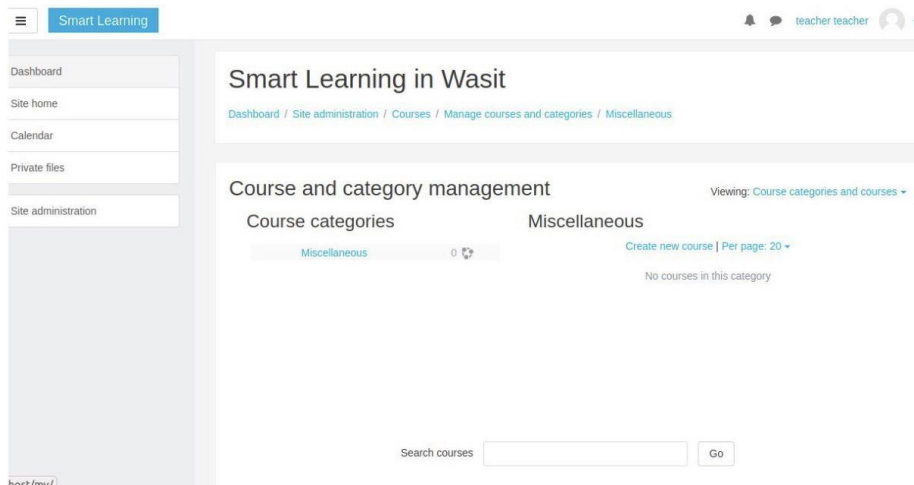 Smart Learning
teacher teacher
Dashboard
Site home
Calendar
Private files
Site administration
Smart Learning in Wasit
Dashboard / Site administration / Courses / Manage courses and categories / Miscellaneous
Course and category management
Viewing: Course categories and courses
Course categories
Miscellaneous 0
Miscellaneous
Create new course | Per page: 20
No courses in this category
Search courses
Go
host/my/